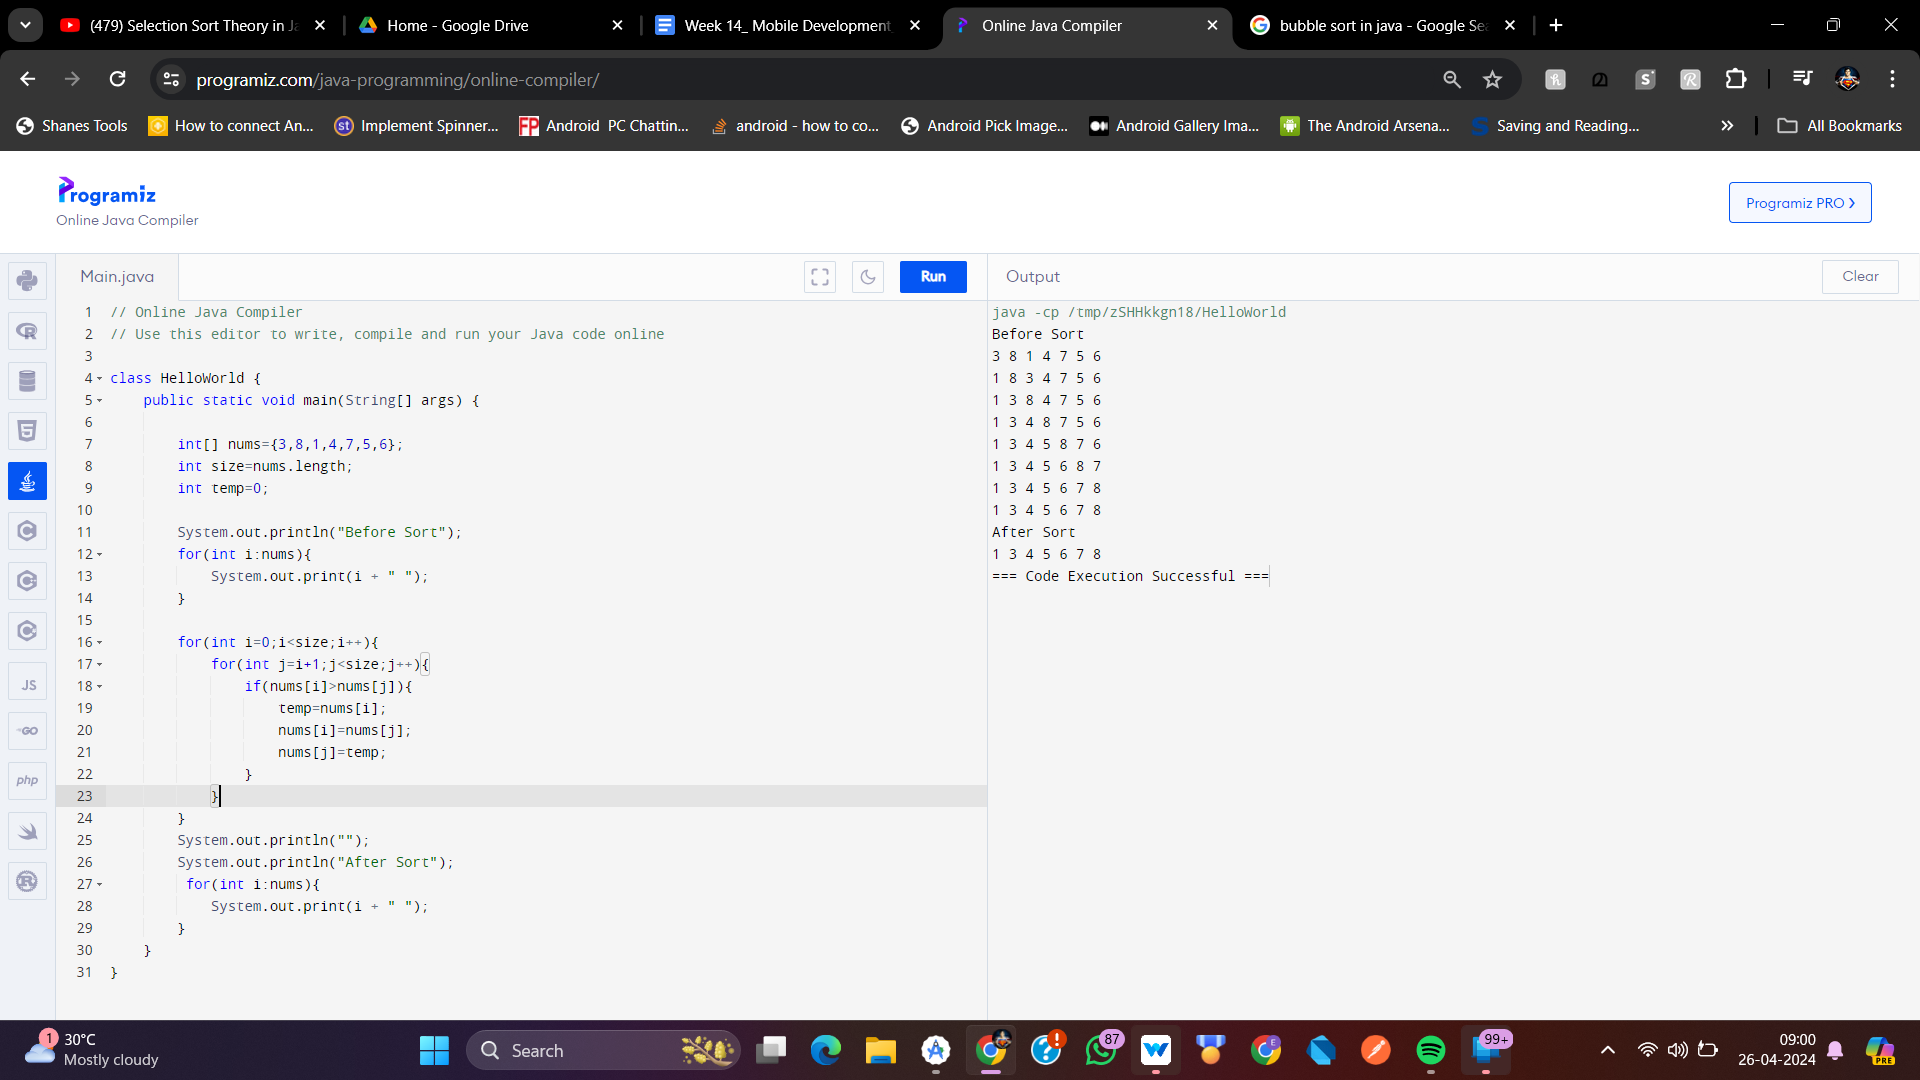 (479) Selection Sort Theory in Ja
Home - Google Drive
Week 14_ Mobile Development
Online Java Compiler
bubble sort in java - Google Sea
programiz.com/java-programming/online-compiler/
Shanes Tools
How to connect An...
Implement Spinner...
Android PC Chattin...
android - how to co...
Android Pick Image...
Android Gallery Ima...
The Android Arsena...
Saving and Reading...
All Bookmarks
Programiz
Online Java Compiler
Programiz PRO
Main.java
Run
Output
Clear
1 // Online Java Compiler
2 // Use this editor to write, compile and run your Java code online
3
4 class HelloWorld {
5 public static void main(String[] args) {
6
7 int[] nums={3,8,1,4,7,5,6};
8 int size=nums.length;
9 int temp=0;
10
11 System.out.println("Before Sort");
12 for(int i:nums){
13 System.out.print(i + " ");
14 }
15
16 for(int i=0;i<size;i++){
17 for(int j=i+1;j<size;j++){
18 if(nums[i]>nums[j]){
19 temp=nums[i];
20 nums[i]=nums[j];
21 nums[j]=temp;
22 }
23 }
24 }
25 System.out.println("");
26 System.out.println("After Sort");
27 for(int i:nums){
28 System.out.print(i + " ");
29 }
30 }
31 }
java -cp /tmp/zSHHkkgn18/HelloWorld
Before Sort
3 8 1 4 7 5 6
1 8 3 4 7 5 6
1 3 8 4 7 5 6
1 3 4 8 7 5 6
1 3 4 5 8 7 6
1 3 4 5 6 8 7
1 3 4 5 6 7 8
1 3 4 5 6 7 8
After Sort
1 3 4 5 6 7 8
=== Code Execution Successful ===
JS
GO
php
1
30°C
Mostly cloudy
Search
87
99+
09:00
26-04-2024
PRE